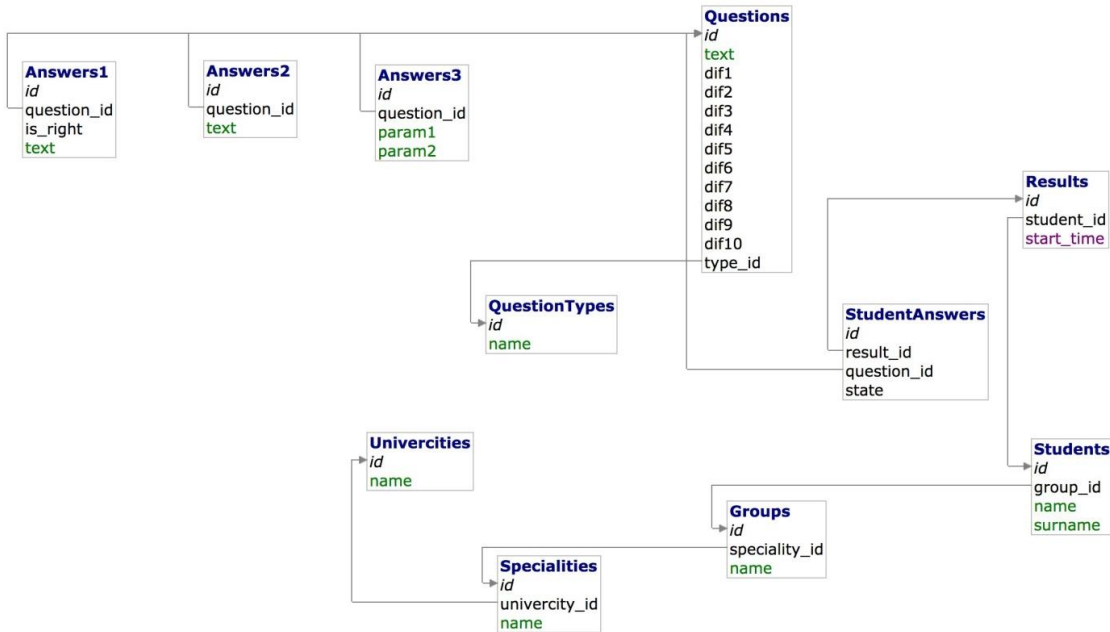 Questions
id
text
dif1
dif2
dif3
dif4
dif5
dif6
dif7
dif8
dif9
dif10
type_id
Answers1
id
question_id
is_right
text
Answers2
id
question_id
text
Answers3
id
question_id
param1
param2
Results
id
student_id
start_time
QuestionTypes
id
name
StudentAnswers
id
result_id
question_id
state
Univercities
id
name
Students
id
group_id
name
surname
Groups
id
speciality_id
name
Specialities
id
univercity_id
name